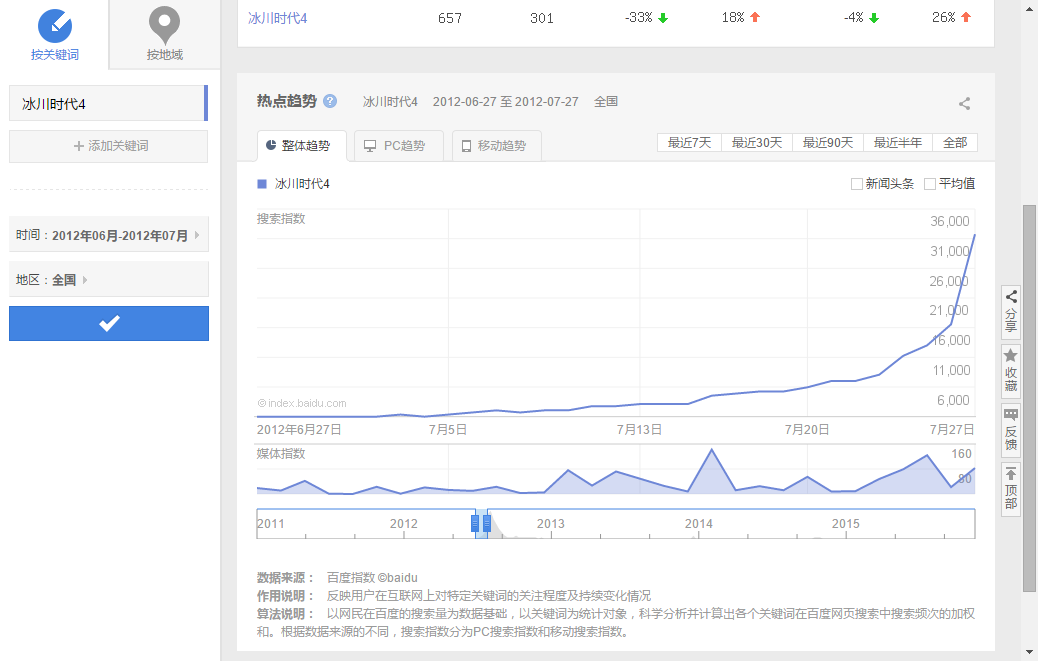 按关键词
按地域
冰川时代4
添加关键词
时间：2012年06月-2012年07月
地区：全国
冰川时代4 657 301 -33% 18% -4% 26%
热点趋势 ? 冰川时代4 2012-06-27 至 2012-07-27 全国
整体趋势 PC趋势 移动趋势 最近7天 最近30天 最近90天 最近半年 全部
冰川时代4 新闻头条 平均值
搜索指数
36,000
31,000
26,000
21,000
16,000
11,000
6,000
©index.baidu.com
2012年6月27日 7月5日 7月13日 7月20日 7月27日
媒体指数
160
80
2011 2012 2013 2014 2015
数据来源： 百度指数 ©baidu
作用说明： 反映用户在互联网上对特定关键词的关注程度及持续变化情况
算法说明： 以网民在百度的搜索量为数据基础，以关键词为统计对象，科学分析并计算出各个关键词在百度网页搜索中搜索频次的加权
和。根据数据来源的不同，搜索指数分为PC搜索指数和移动搜索指数。
分享
收藏
反馈
顶部